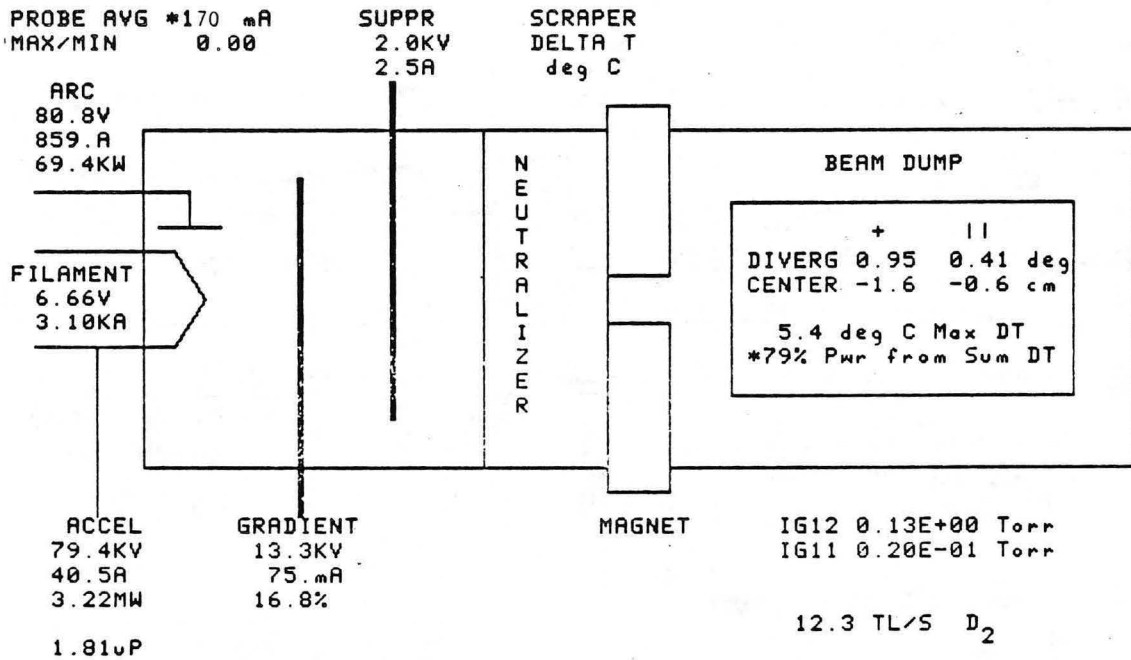 PROBE AVG *170 mA
MAX/MIN 0.00
SUPPR
2.0KV
2.5A
SCRAPER
DELTA T
deg C
ARC
80.8V
859.A
69.4KW
FILAMENT
6.66V
3.10KA
NEUTRALIZER
BEAM DUMP
+ ||
DIVERG 0.95 0.41 deg
CENTER -1.6 -0.6 cm
5.4 deg C Max DT
*79% Pwr from Sum DT
ACCEL
79.4KV
40.5A
3.22MW
1.81uP
GRADIENT
13.3KV
75.mA
16.8%
MAGNET
IG12 0.13E+00 Torr
IG11 0.20E-01 Torr
12.3 TL/S D2